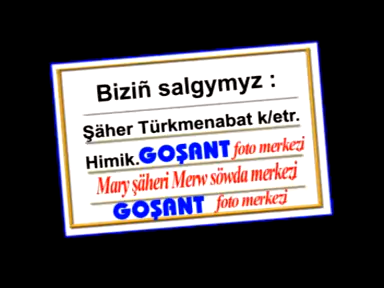 Biziñ salgymyz :
Şäher Türkmenabat k/etr.
Himik.GOŞANT foto merkezi
Mary şäheri Merw söwda merkezi
GOŞANT foto merkezi